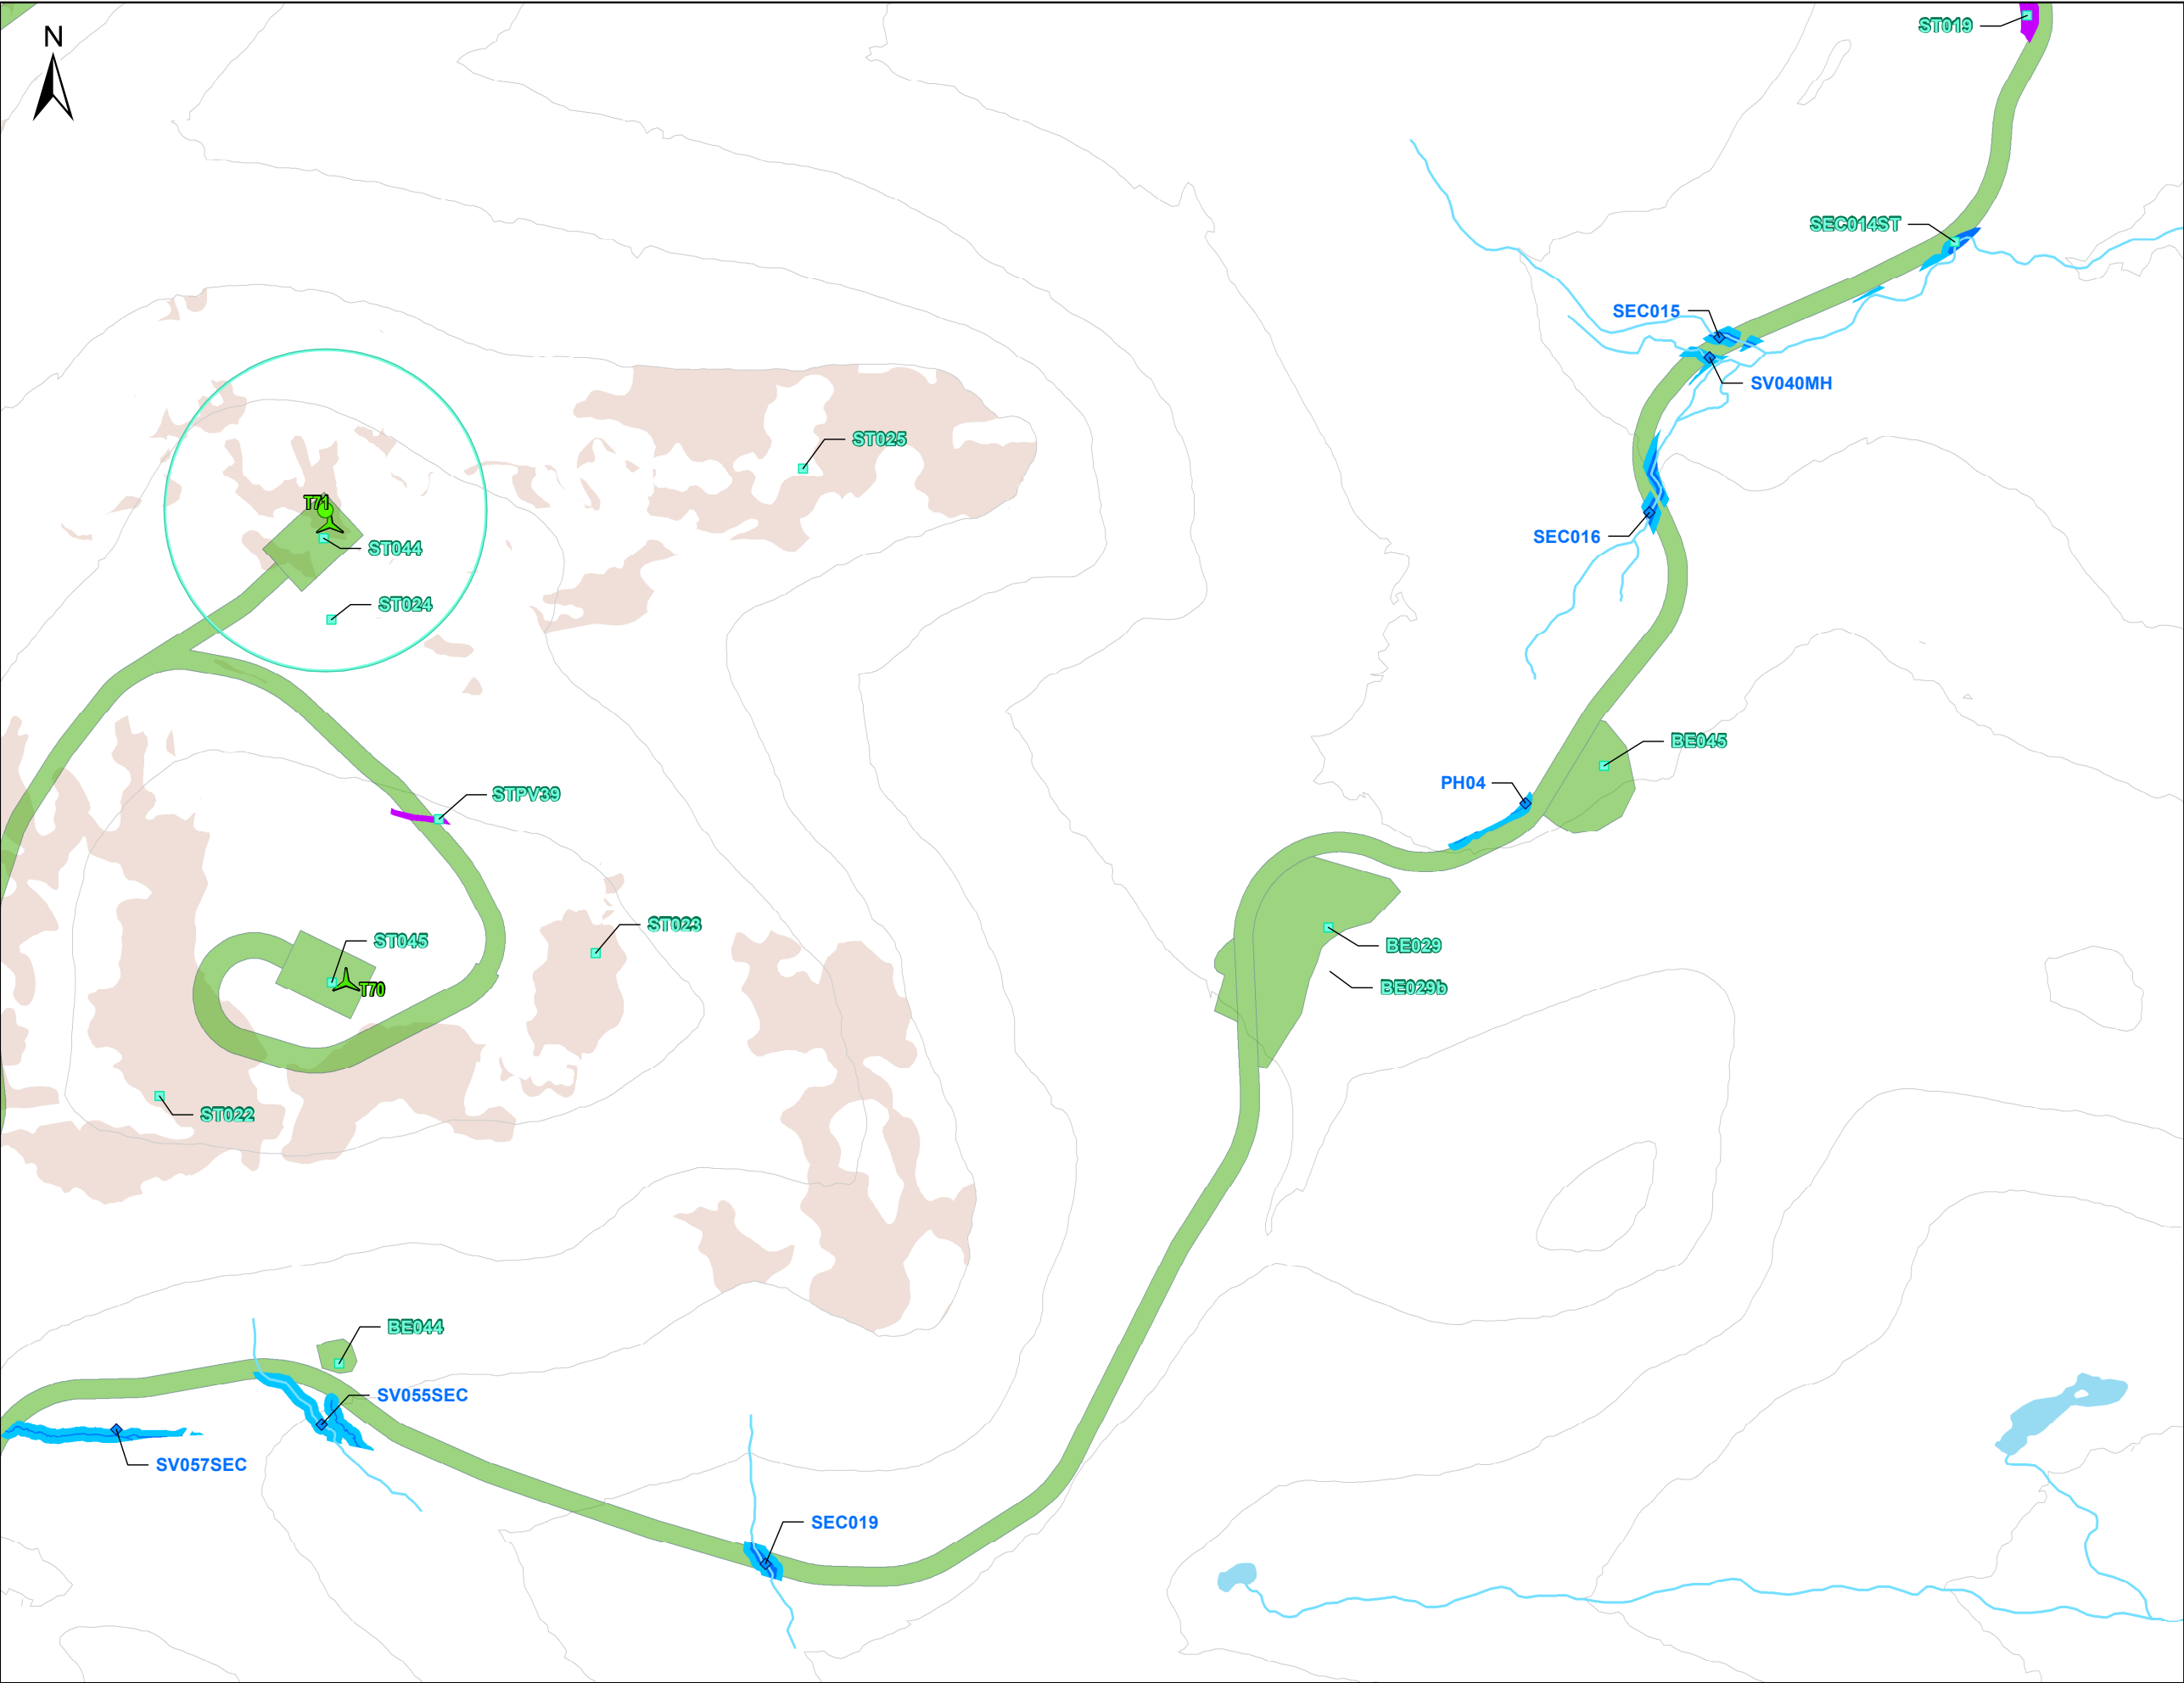 N
ST019
SEC014ST
SEC015
SV040MH
ST025
T71
SEC016
ST044
ST024
BE045
PH04
STPV39
ST023
ST045
BE029
T70
BE029b
ST022
BE044
SV055SEC
SV057SEC
SEC019